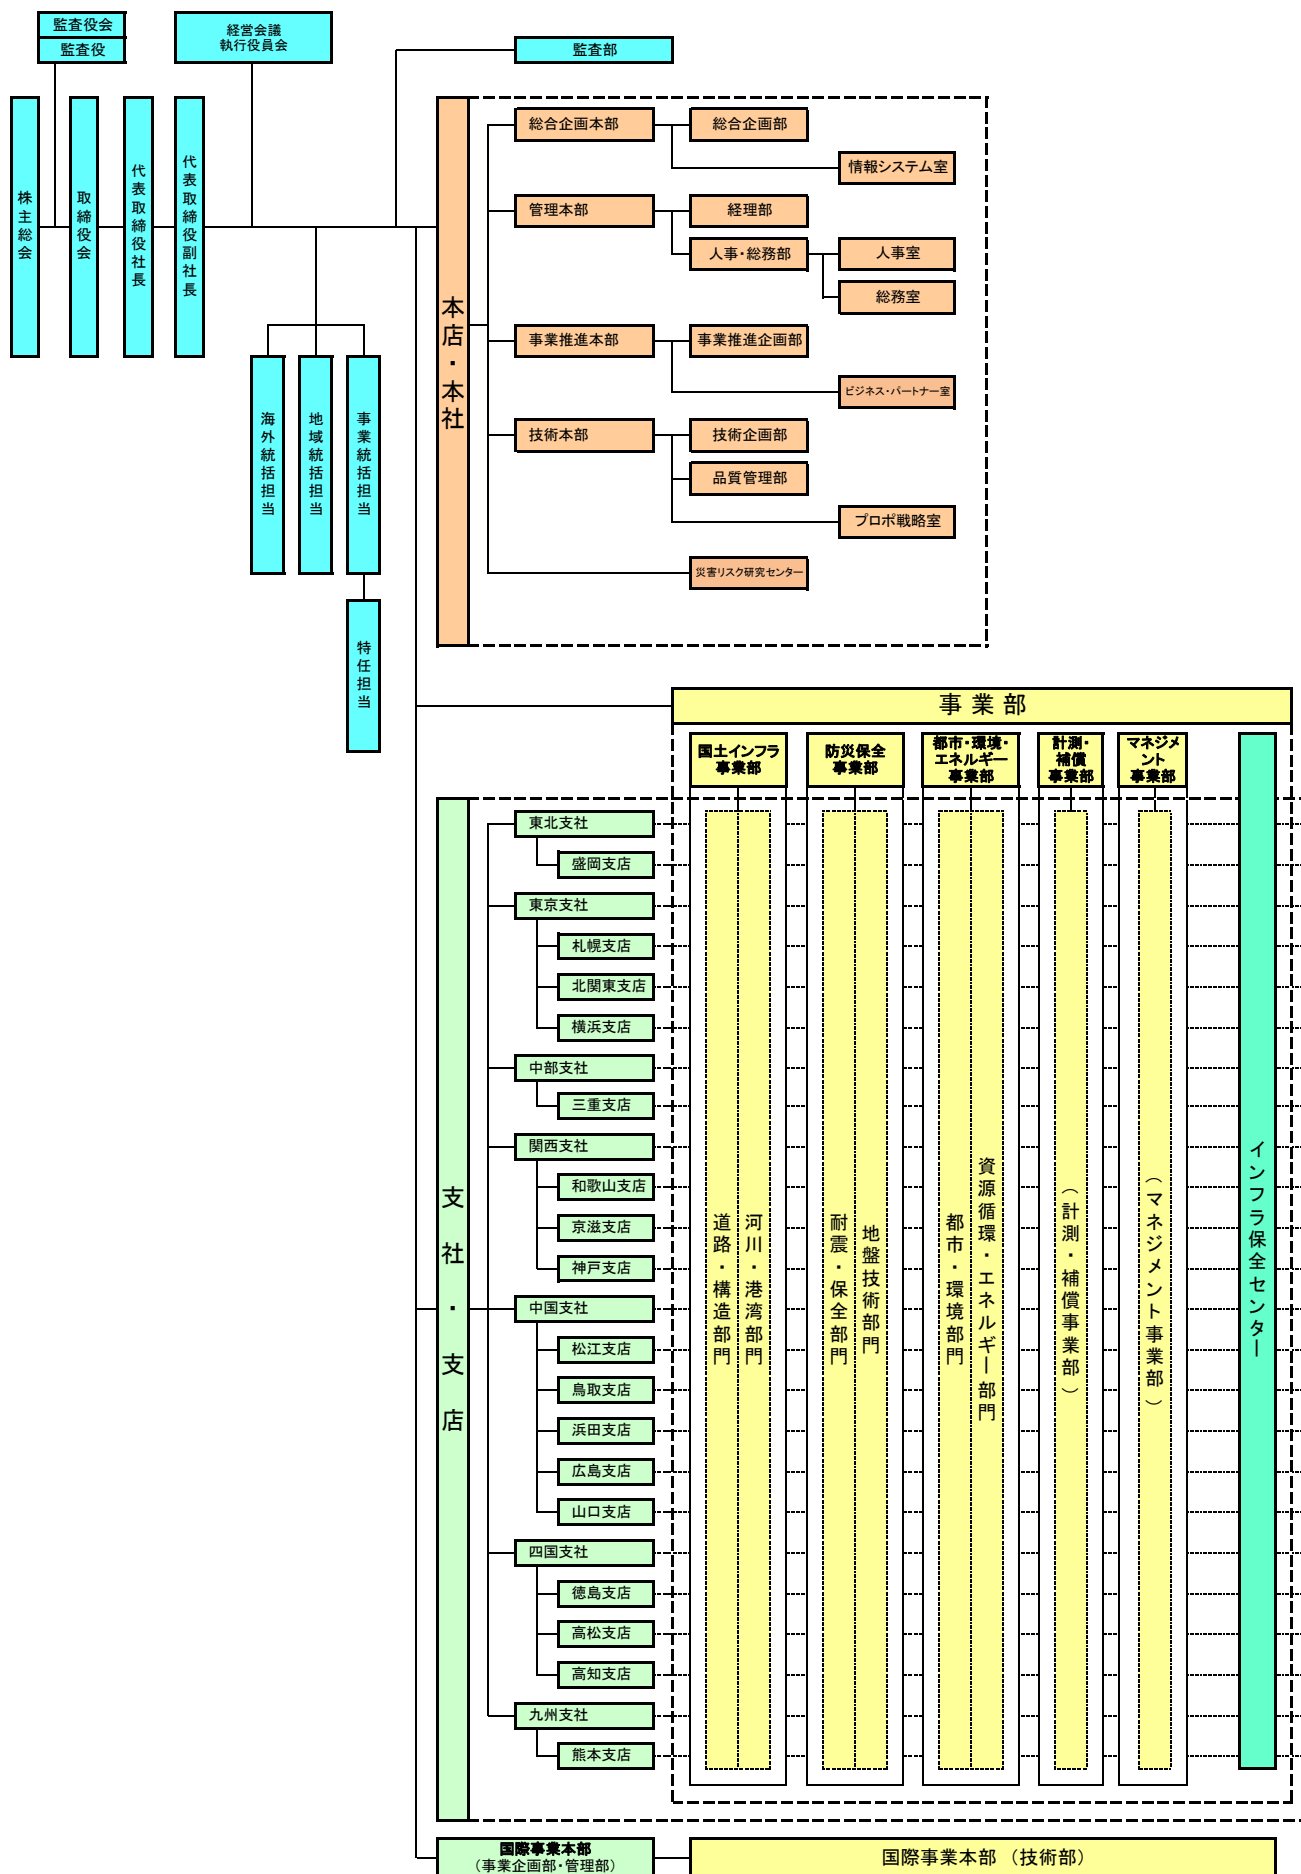 監査役会
監査役
経営会議
執行役員会
監査部
株主総会
取締役会
代表取締役社長
代表取締役副社長
海外統括担当
地域統括担当
事業統括担当
特任担当
本店・本社
総合企画本部
総合企画部
情報システム室
管理本部
経理部
人事・総務部
人事室
総務室
事業推進本部
事業推進企画部
ビジネス・パートナー室
技術本部
技術企画部
品質管理部
プロポ戦略室
災害リスク研究センター
事業部
国土インフラ
事業部
防災保全
事業部
都市・環境・
エネルギー
事業部
計測・
補償
事業部
マネジメ
ント
事業部
支社・支店
東北支社
盛岡支店
東京支社
札幌支店
北関東支店
横浜支店
中部支社
三重支店
関西支社
和歌山支店
京滋支店
神戸支店
中国支社
松江支店
鳥取支店
浜田支店
広島支店
山口支店
四国支社
徳島支店
高松支店
高知支店
九州支社
熊本支店
道路・構造部門
河川・港湾部門
耐震・保全部門
地盤技術部門
都市・環境部門
資源循環・エネルギー部門
（計測・補償事業部）
（マネジメント事業部）
インフラ保全センター
国際事業本部
（事業企画部・管理部）
国際事業本部（技術部）